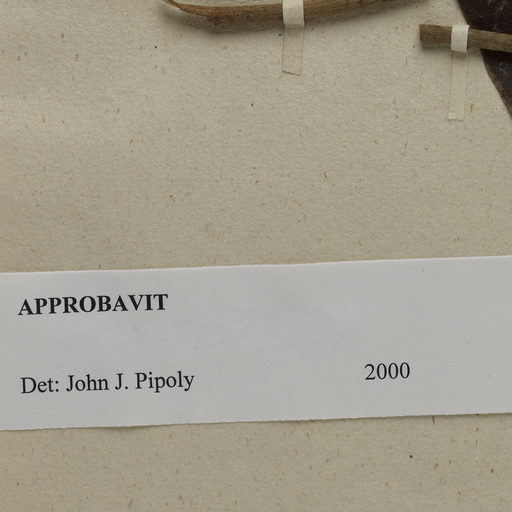 APPROBAVIT
Det: John J. Pipoly 2000